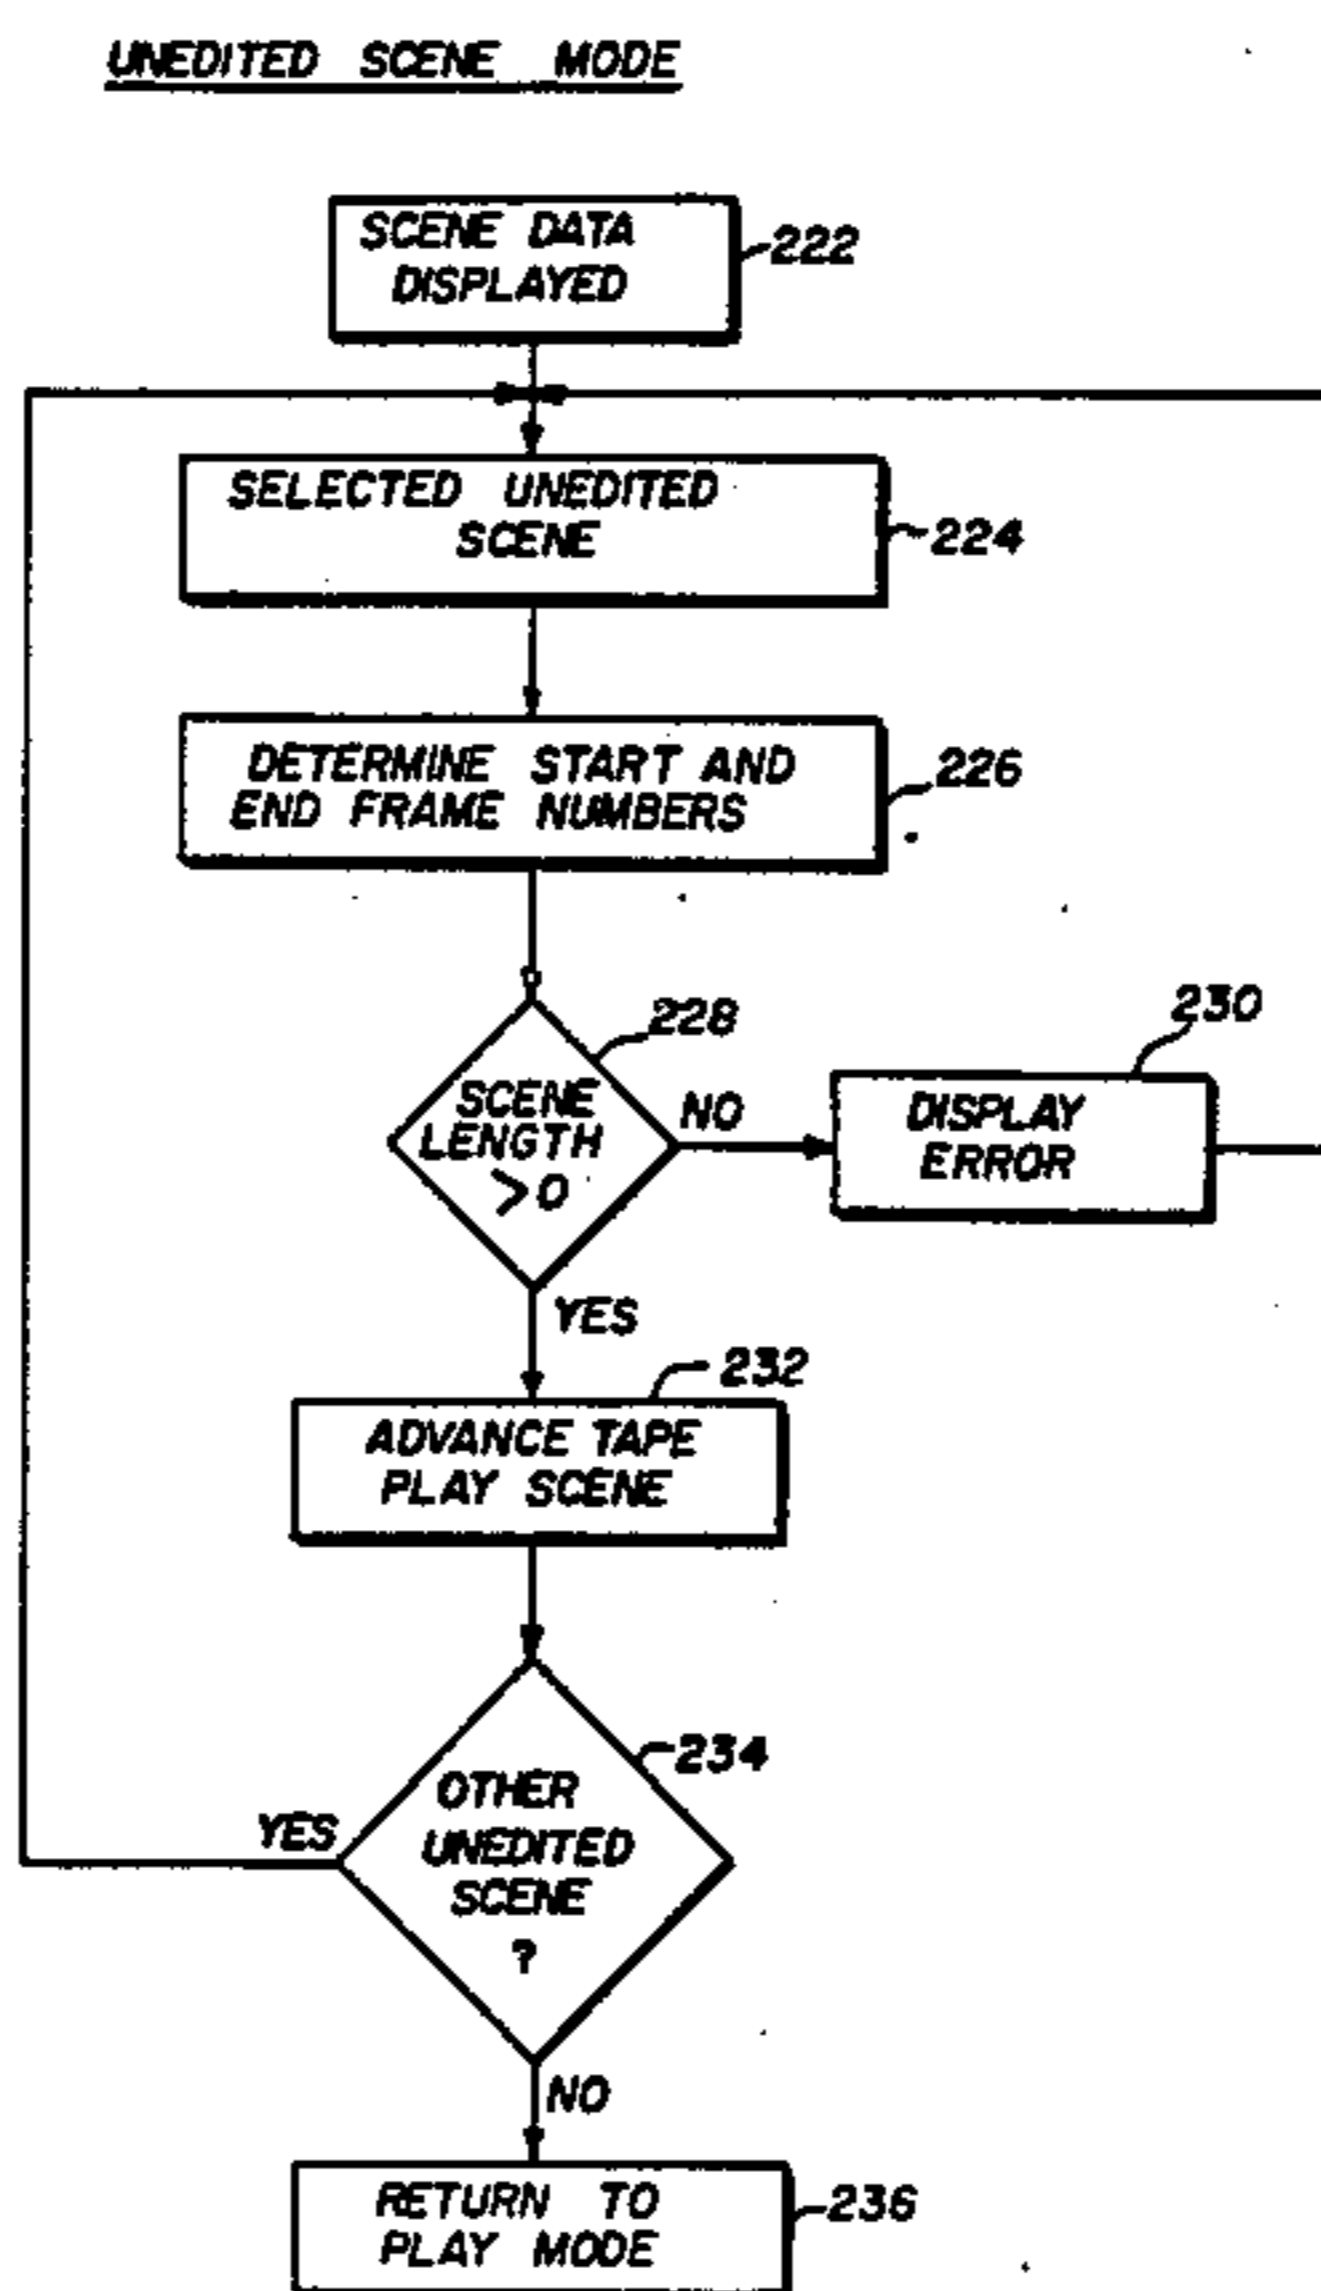 UNEDITED SCENE MODE
SCENE DATA
DISPLAYED
222
SELECTED UNEDITED
SCENE
224
DETERMINE START AND
END FRAME NUMBERS
226
228
SCENE
LENGTH
>0
NO
230
DISPLAY
ERROR
YES
232
ADVANCE TAPE
PLAY SCENE
234
OTHER
UNEDITED
SCENE
?
YES
NO
RETURN TO
PLAY MODE
236